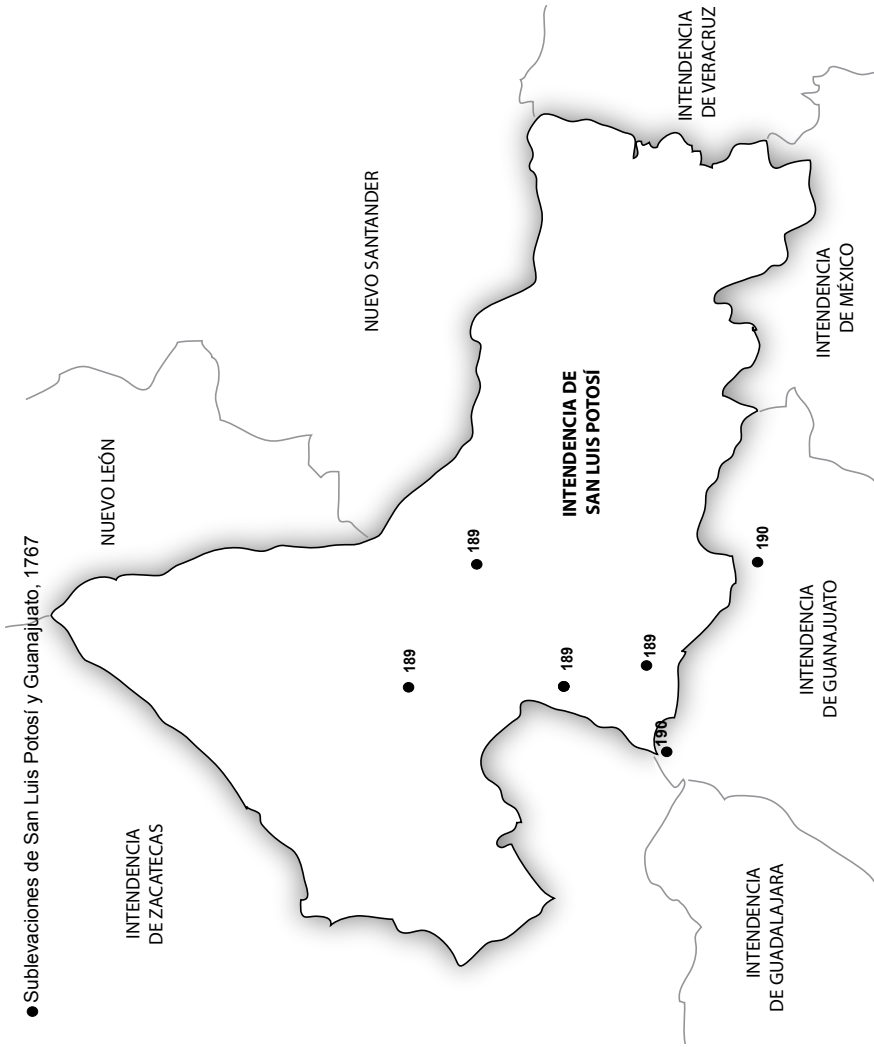 ● Sublevaciones de San Luis Potosí y Guanajuato, 1767
NUEVO LEÓN
INTENDENCIA
DE ZACATECAS
NUEVO SANTANDER
189
189
INTENDENCIA DE
SAN LUIS POTOSÍ
189
189
190
190
INTENDENCIA
DE VERACRUZ
INTENDENCIA
DE GUADALAJARA
INTENDENCIA
DE GUANAJUATO
INTENDENCIA
DE MÉXICO